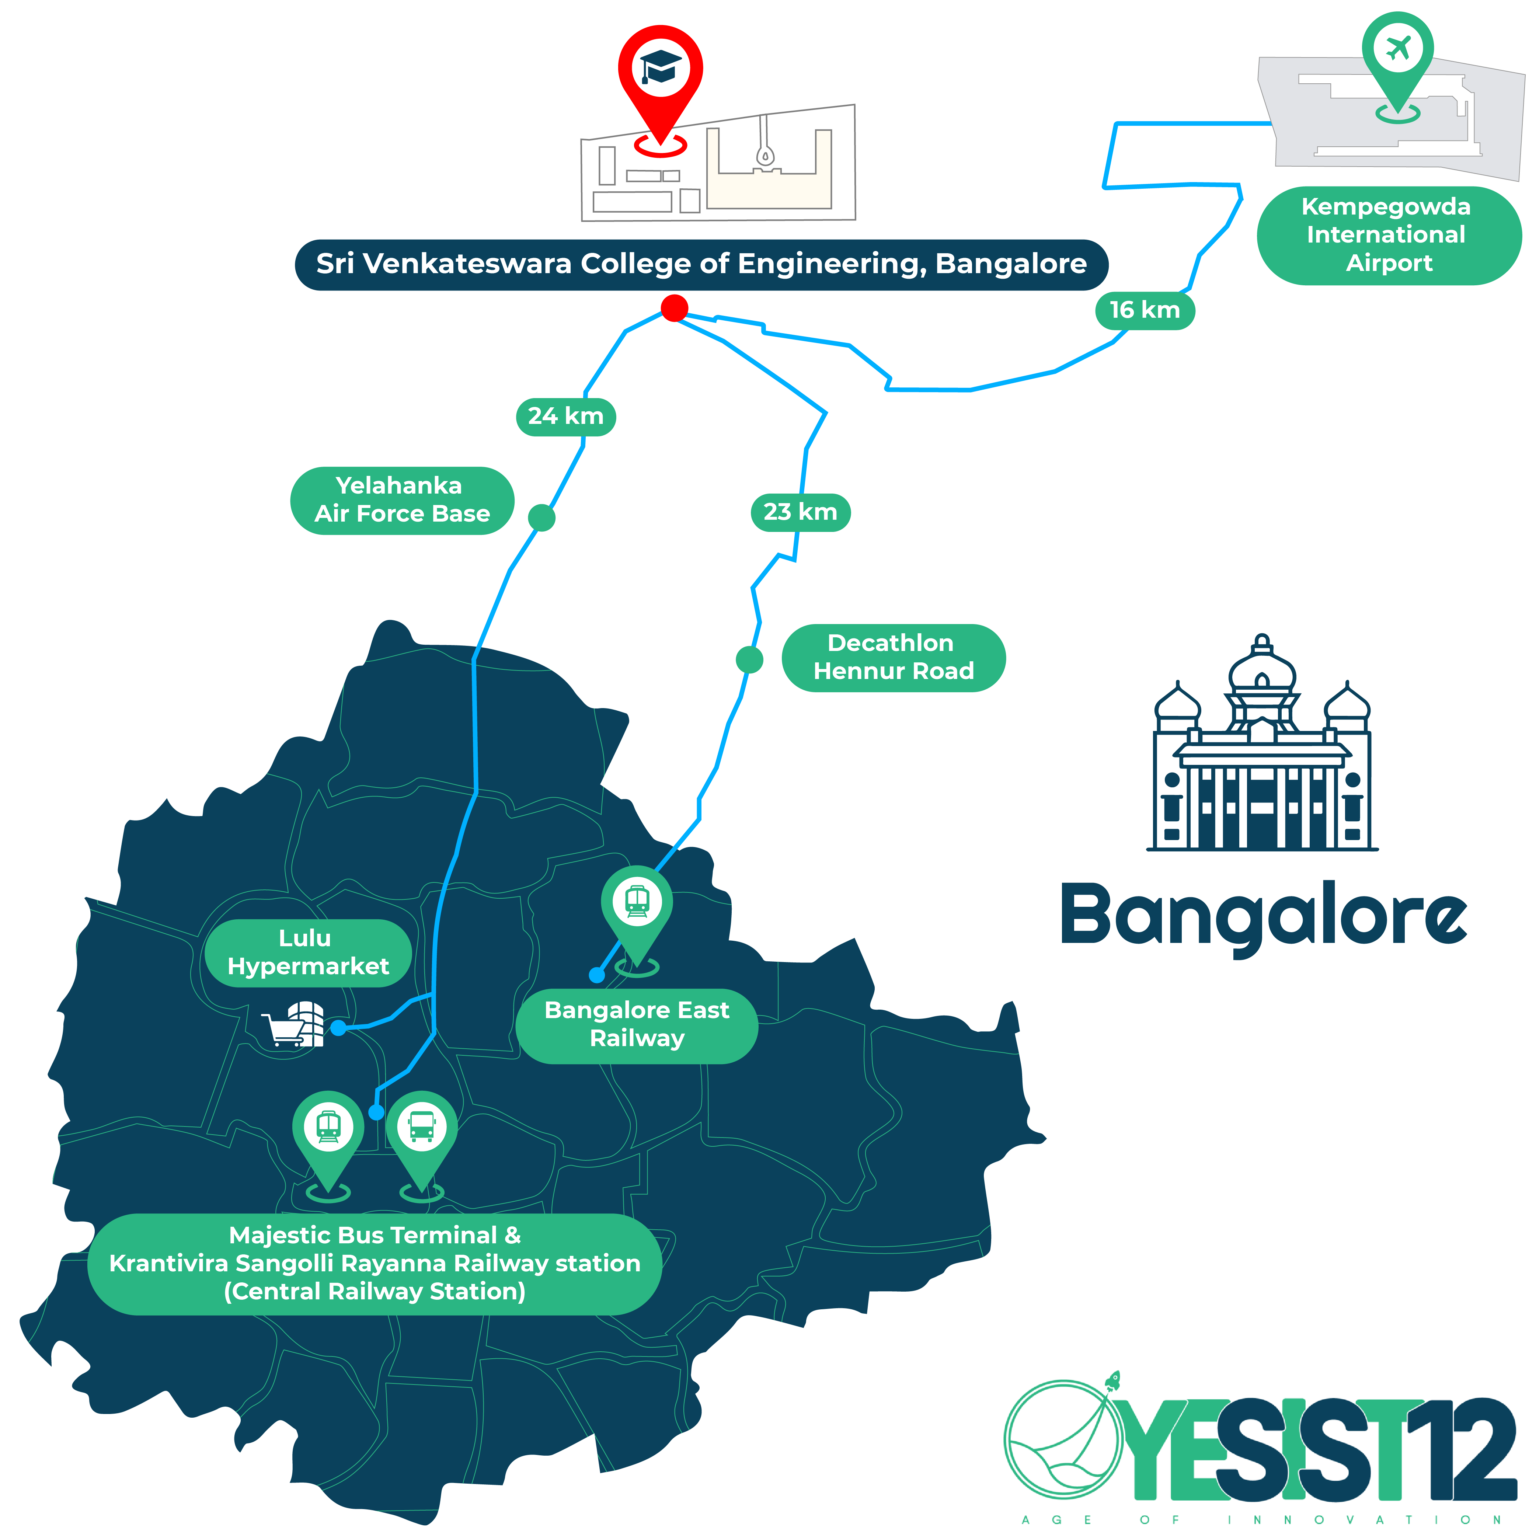 Sri Venkateswara College of Engineering, Bangalore
Kempegowda
International
Airport
16 km
24 km
Yelahanka
Air Force Base
23 km
Decathlon
Hennur Road
Lulu
Hypermarket
Bangalore East
Railway
Majestic Bus Terminal &
Krantivira Sangolli Rayanna Railway station
(Central Railway Station)
Bangalore
YESIST12
AGE OF INNOVATION